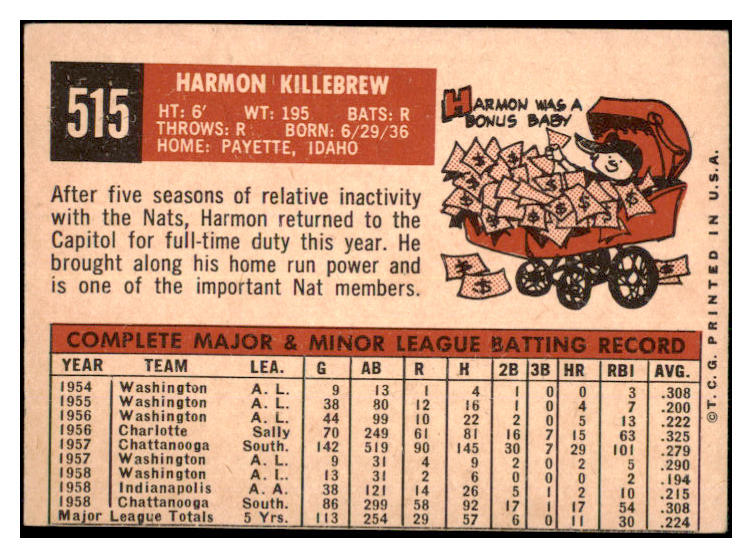 515
HARMON KILLEBREW
HT: 6' WT: 195 BATS: R
THROWS: R BORN: 6/29/36
HOME: PAYETTE, IDAHO
HARMON WAS A
BONUS BABY
After five seasons of relative inactivity
with the Nats, Harmon returned to the
Capitol for full-time duty this year. He
brought along his home run power and
is one of the important Nat members.
COMPLETE MAJOR & MINOR LEAGUE BATTING RECORD
YEAR TEAM LEA. G AB R H 2B 3B HR RBI AVG.
1954 Washington A. L. 9 13 1 4 1 0 0 3 .308
1955 Washington A. L. 38 80 12 16 1 0 4 7 .200
1956 Washington A. L. 44 99 10 22 2 0 5 13 .222
1956 Charlotte Sally 70 249 61 81 16 7 15 63 .325
1957 Chattanooga South. 142 519 90 145 30 7 29 101 .279
1957 Washington A. L. 9 31 4 9 2 0 2 5 .290
1958 Washington A. L. 13 31 2 6 0 0 0 2 .194
1958 Indianapolis A. A. 38 121 14 26 5 1 2 10 .215
1958 Chattanooga South. 86 299 58 92 17 1 17 54 .308
Major League Totals 5 Yrs. 113 254 29 57 6 0 11 30 .224
©T.C.G. PRINTED IN U.S.A.